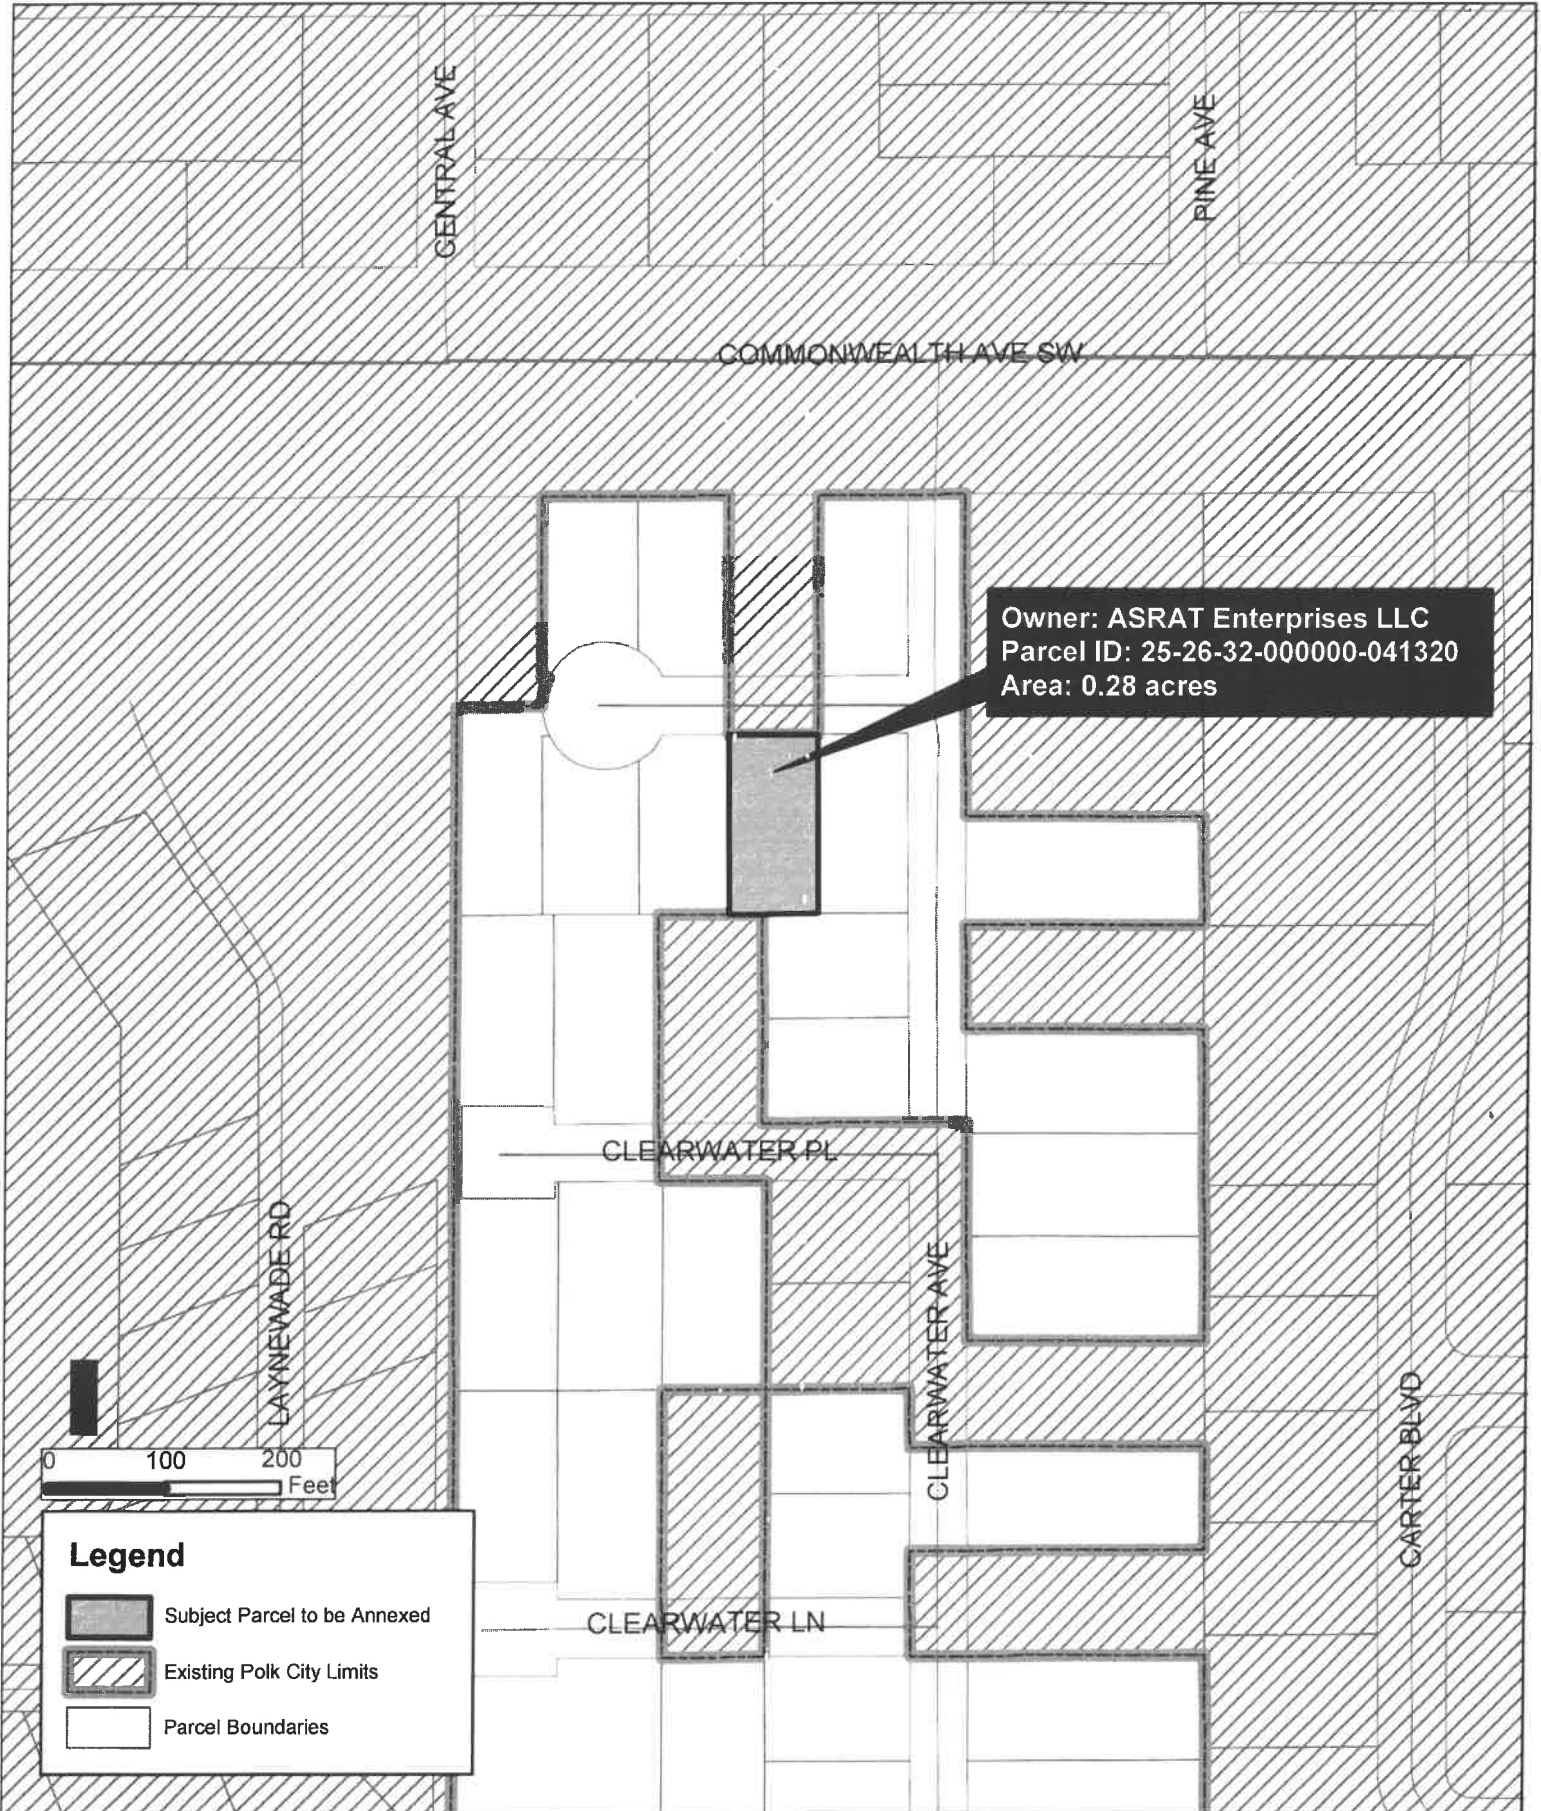 CENTRAL AVE
PINE AVE
COMMONWEALTH AVE SW
Owner: ASRAT Enterprises LLC
Parcel ID: 25-26-32-000000-041320
Area: 0.28 acres
CLEARWATER PL
LAYNEWADE RD
CLEARWATER AVE
CARTER BLVD
0 100 200
Feet
Legend
Subject Parcel to be Annexed
Existing Polk City Limits
Parcel Boundaries
CLEARWATER LN